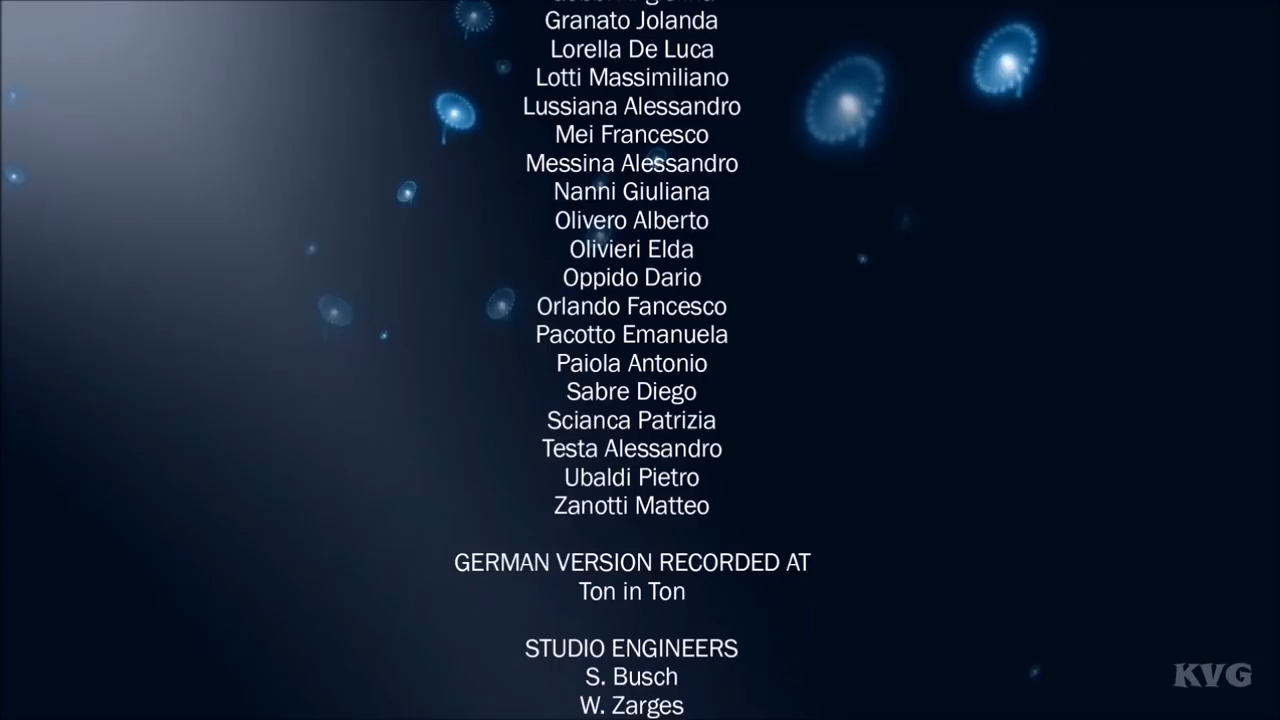 Granato Jolanda
Lorella De Luca
Lotti Massimiliano
Lussiana Alessandro
Mei Francesco
Messina Alessandro
Nanni Giuliana
Olivero Alberto
Olivieri Elda
Oppido Dario
Orlando Fancesco
Pacotto Emanuela
Paiola Antonio
Sabre Diego
Scianca Patrizia
Testa Alessandro
Ubaldi Pietro
Zanotti Matteo
GERMAN VERSION RECORDED AT
Ton in Ton
STUDIO ENGINEERS
S. Busch
W. Zarges
KVG